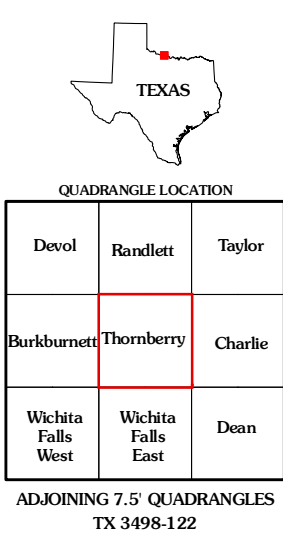 TEXAS
QUADRANGLE LOCATION
Devol
Randlett
Taylor
Burkburnett
Thornberry
Charlie
Wichita
Falls
West
Wichita
Falls
East
Dean
ADJOINING 7.5' QUADRANGLES
TX 3498-122